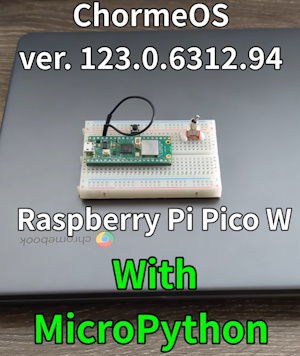 ChormeOS
ver. 123.0.6312.94
Raspberry Pi Pico W
chromebook
With
MicroPython